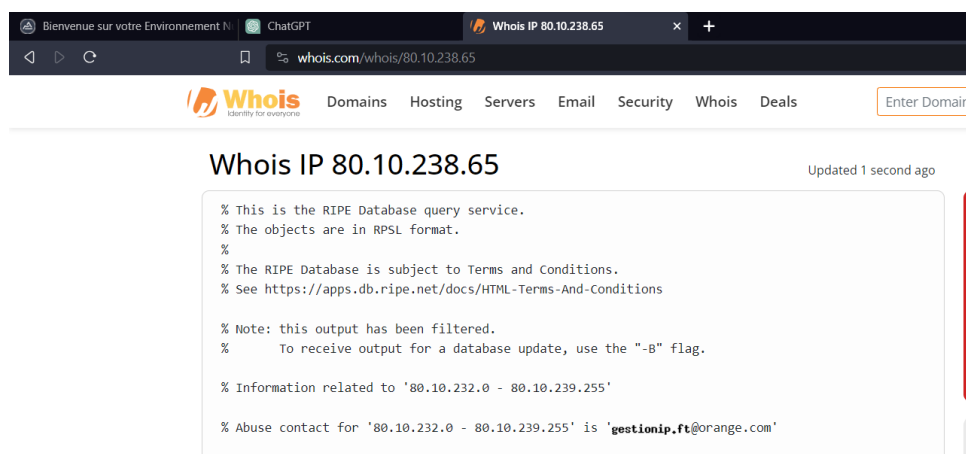 Bienvenue sur votre Environnement N
ChatGPT
Whois IP 80.10.238.65
whois.com/whois/80.10.238.65
Whois
Identity for everyone
Domains Hosting Servers Email Security Whois Deals
Enter Domain
Whois IP 80.10.238.65
Updated 1 second ago
% This is the RIPE Database query service.
% The objects are in RPSL format.
%
% The RIPE Database is subject to Terms and Conditions.
% See https://apps.db.ripe.net/docs/HTML-Terms-And-Conditions
% Note: this output has been filtered.
% To receive output for a database update, use the "-B" flag.
% Information related to '80.10.232.0 - 80.10.239.255'
% Abuse contact for '80.10.232.0 - 80.10.239.255' is 'gestionip.ft@orange.com'